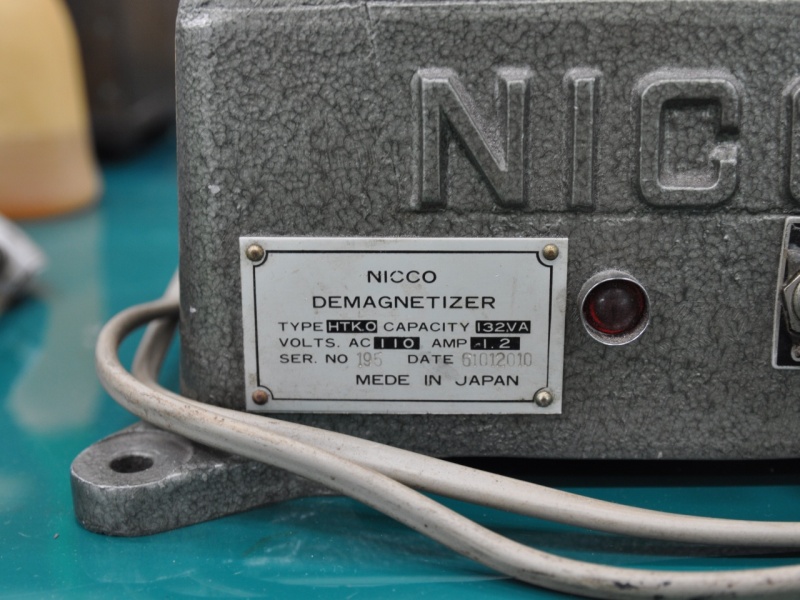 NIC
NICCO
DEMAGNETIZER
TYPE HTK.O CAPACITY 132VA
VOLTS. AC 110 AMP 1.2
SER. NO 195 DATE 61012010
MEDE IN JAPAN